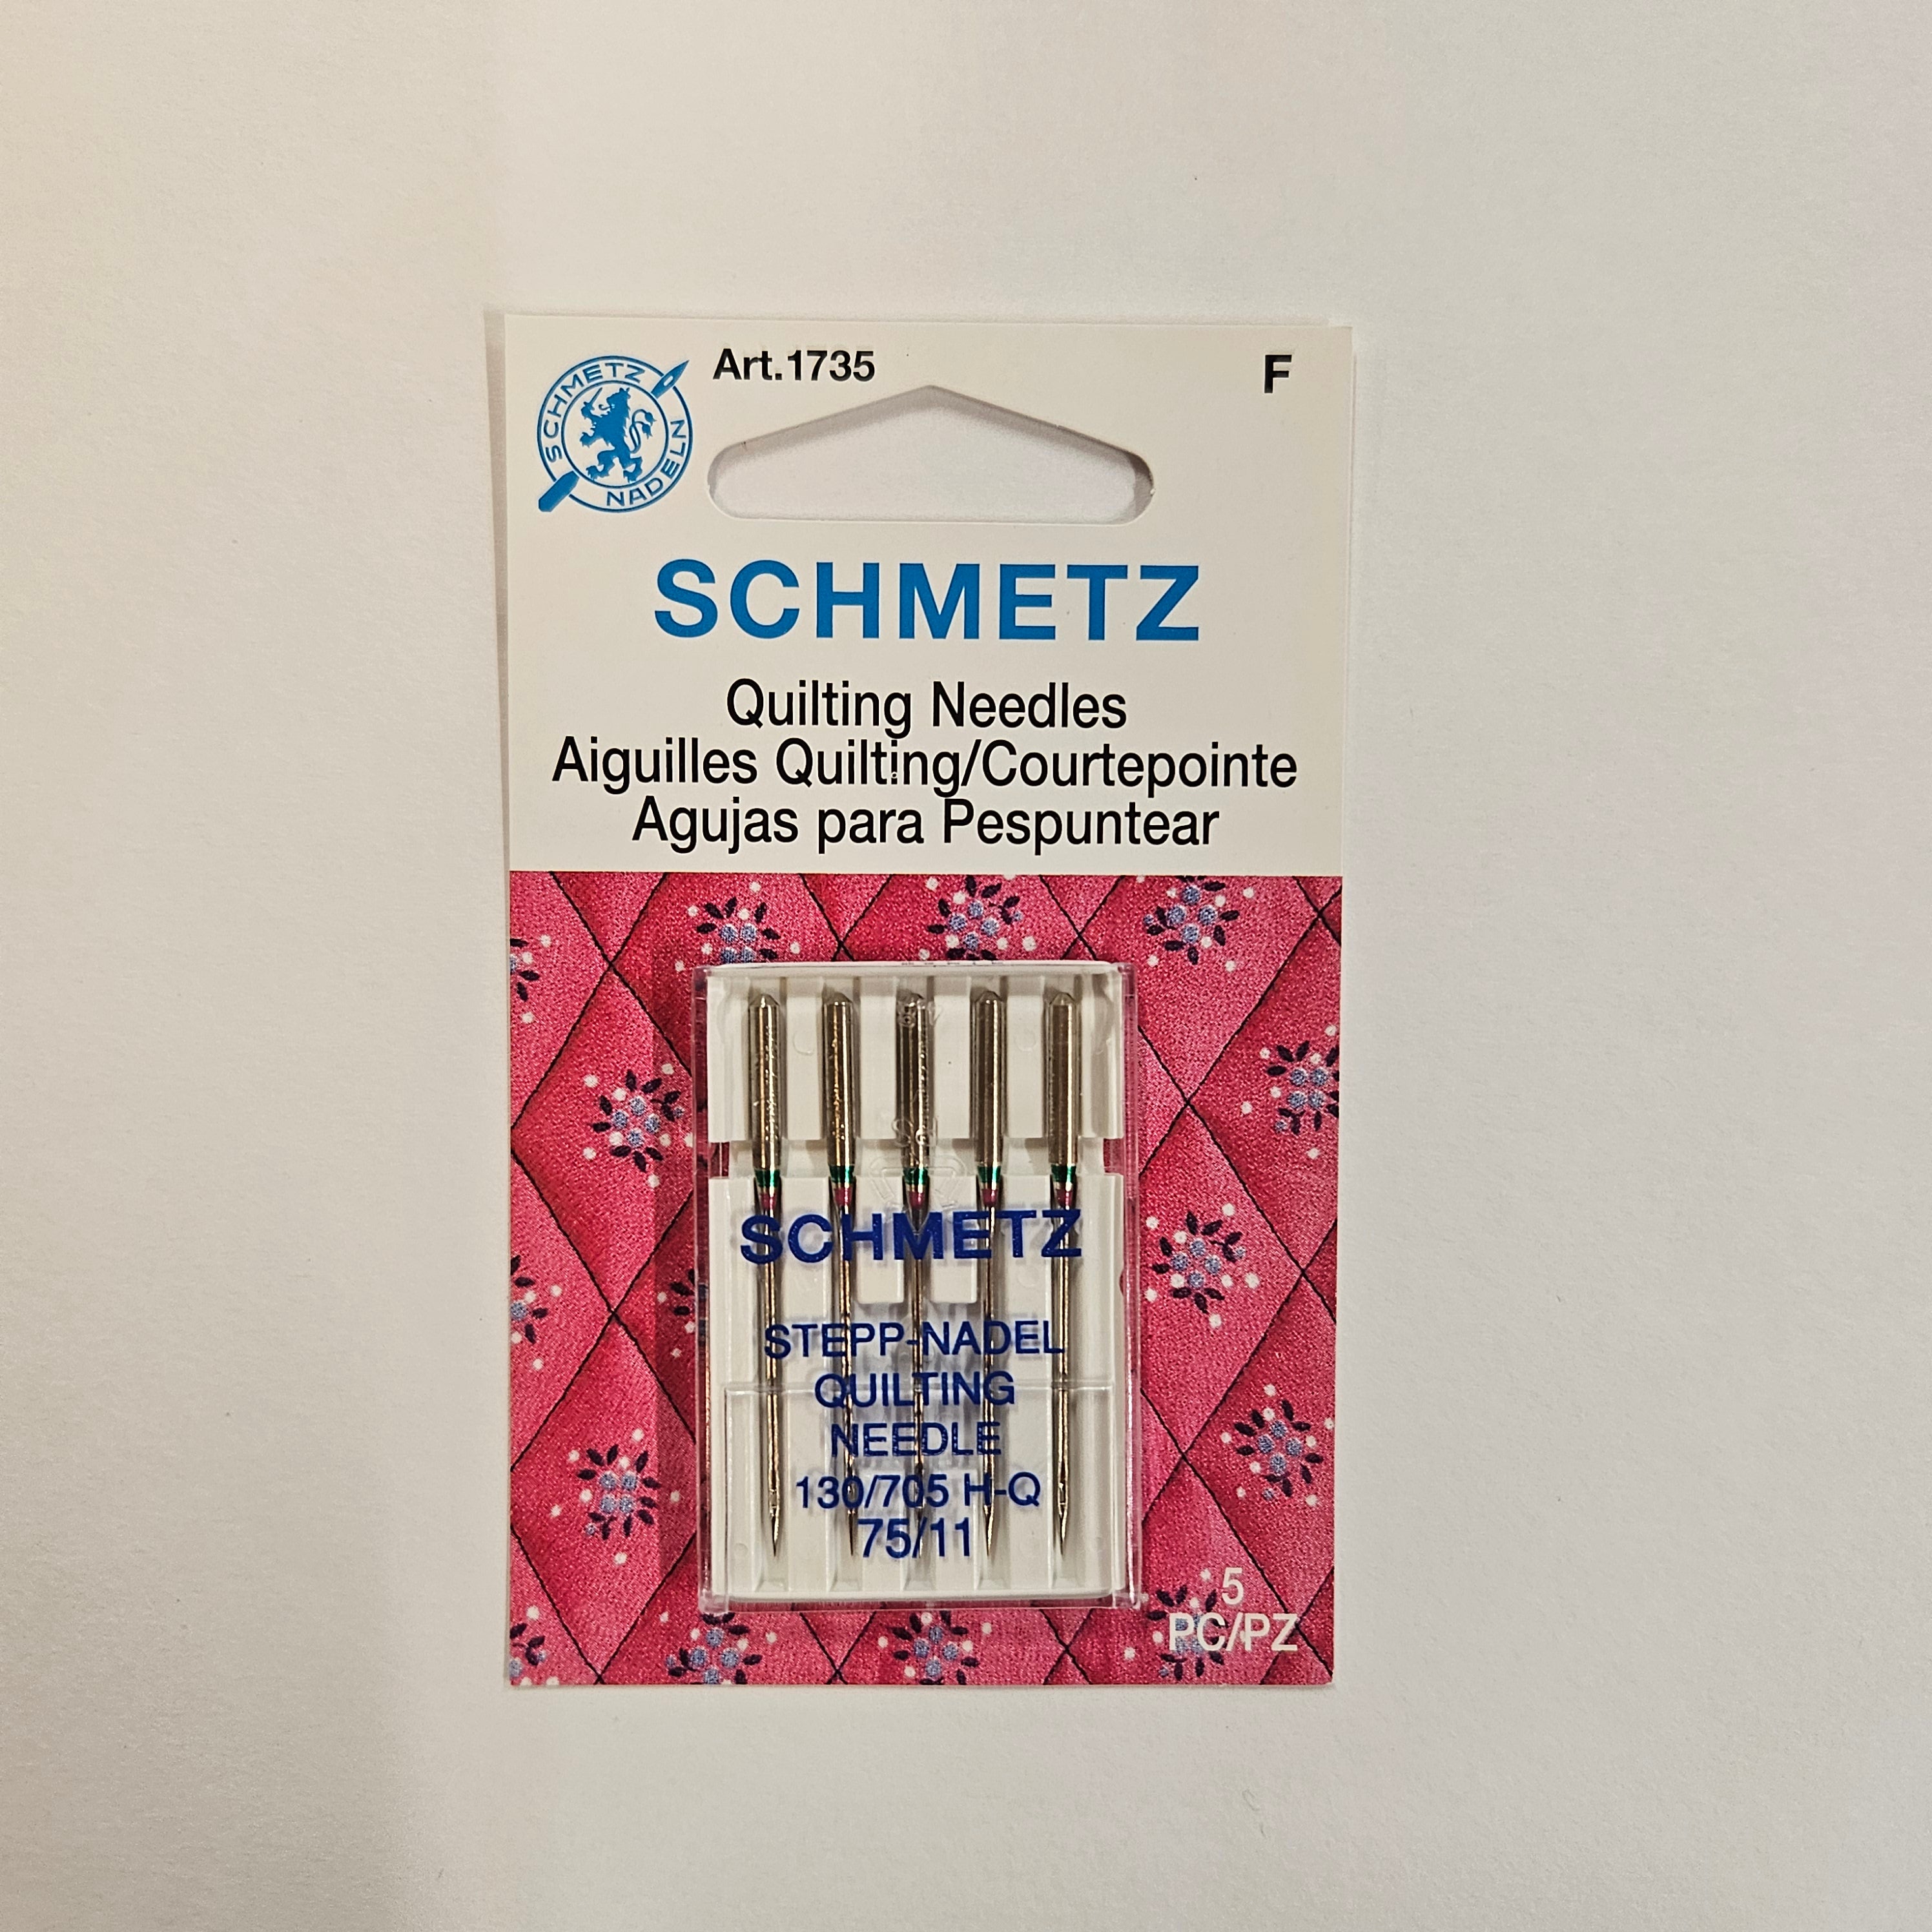 Art.1735
F
SCHMETZ
NADELN
SCHMETZ
Quilting Needles
Aiguilles Quilting/Courtepointe
Agujas para Pespuntear
SCHMETZ
STEPP-NADEL
QUILTING
NEEDLE
130/705 H-Q
75/11
5
PC/PZ